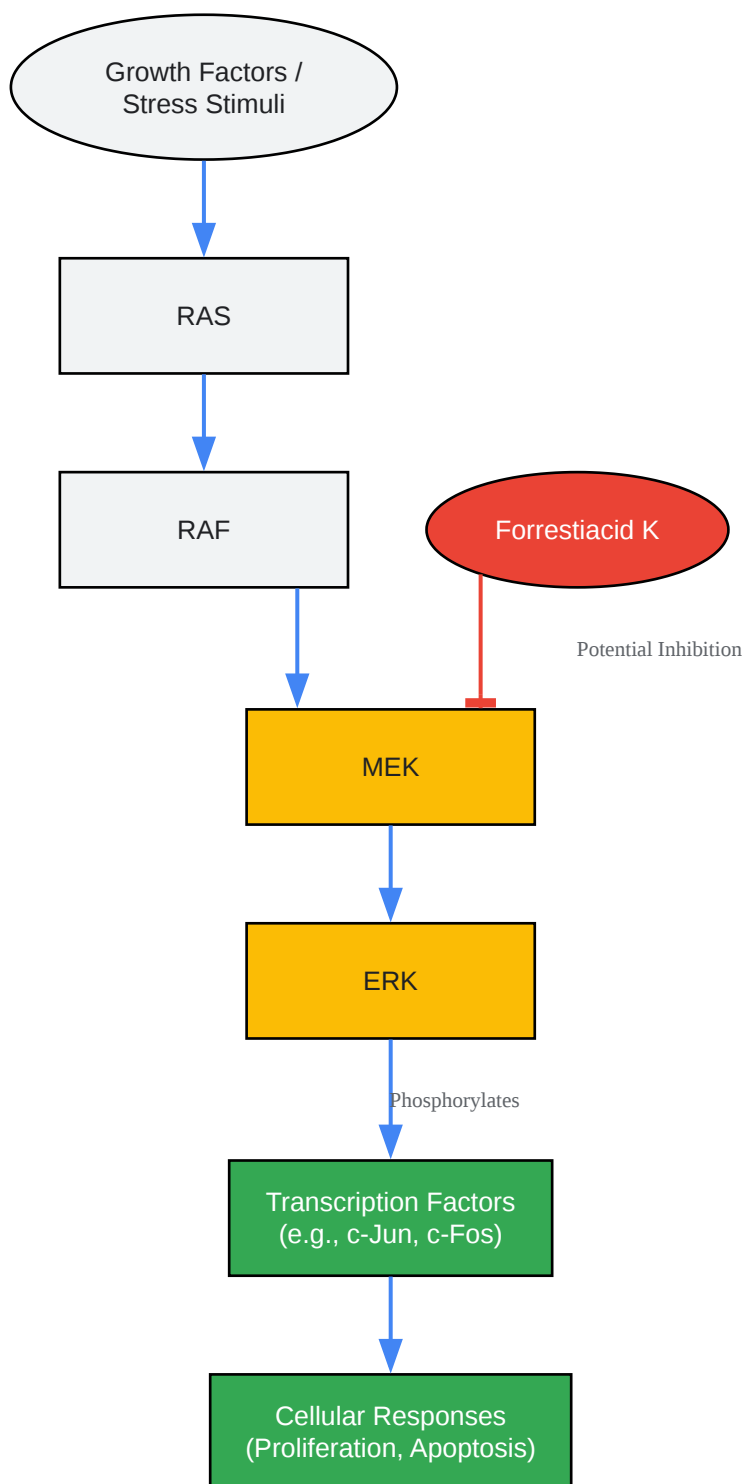 Growth Factors /
Stress Stimuli
RAS
RAF
Forrestiacid K
Potential Inhibition
MEK
ERK
Phosphorylates
Transcription Factors
(e.g., c-Jun, c-Fos)
Cellular Responses
(Proliferation, Apoptosis)